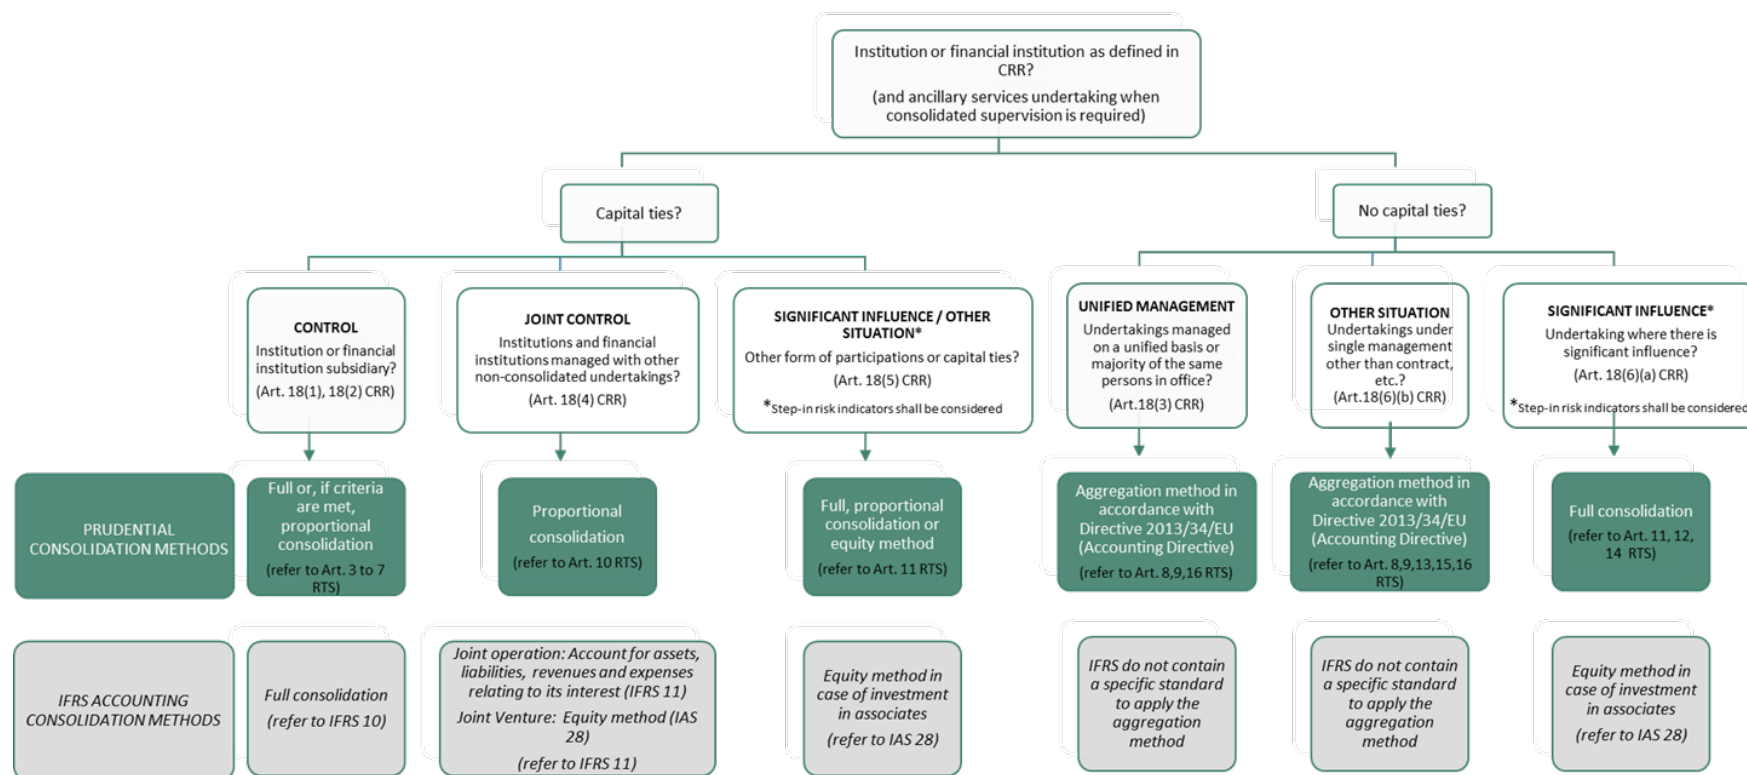 Institution or financial institution as defined in
CRR?
(and ancillary services undertaking when
consolidated supervision is required)
Capital ties?
No capital ties?
CONTROL
Institution or financial
institution subsidiary?
(Art. 18(1), 18(2) CRR)
JOINT CONTROL
Institutions and financial
institutions managed with other
non-consolidated undertakings?
(Art. 18(4) CRR)
SIGNIFICANT INFLUENCE / OTHER
SITUATION*
Other form of participations or capital ties?
(Art. 18(5) CRR)
*Step-in risk indicators shall be considered
UNIFIED MANAGEMENT
Undertakings managed
on a unified basis or
majority of the same
persons in office?
(Art.18(3) CRR)
OTHER SITUATION
Undertakings under
single management
other than contract,
etc.?
(Art.18(6)(b) CRR)
SIGNIFICANT INFLUENCE*
Undertaking where there is
significant influence?
(Art. 18(6)(a) CRR)
*Step-in risk indicators shall be considered
PRUDENTIAL
CONSOLIDATION METHODS
Full or, if criteria
are met,
proportional
consolidation
(refer to Art. 3 to 7
RTS)
Proportional
consolidation
(refer to Art. 10 RTS)
Full, proportional
consolidation or
equity method
(refer to Art. 11 RTS)
Aggregation method in
accordance with
Directive 2013/34/EU
(Accounting Directive)
(refer to Art. 8,9,16 RTS)
Aggregation method in
accordance with
Directive 2013/34/EU
(Accounting Directive)
(refer to Art. 8,9,13,15,16
RTS)
Full consolidation
(refer to Art. 11, 12,
14 RTS)
IFRS ACCOUNTING
CONSOLIDATION METHODS
Full consolidation
(refer to IFRS 10)
Joint operation: Account for assets,
liabilities, revenues and expenses
relating to its interest (IFRS 11)
Joint Venture: Equity method (IAS
28)
(refer to IFRS 11)
Equity method in
case of investment
in associates
(refer to IAS 28)
IFRS do not contain
a specific standard
to apply the
aggregation
method
IFRS do not contain
a specific standard
to apply the
aggregation
method
Equity method in
case of investment
in associates
(refer to IAS 28)